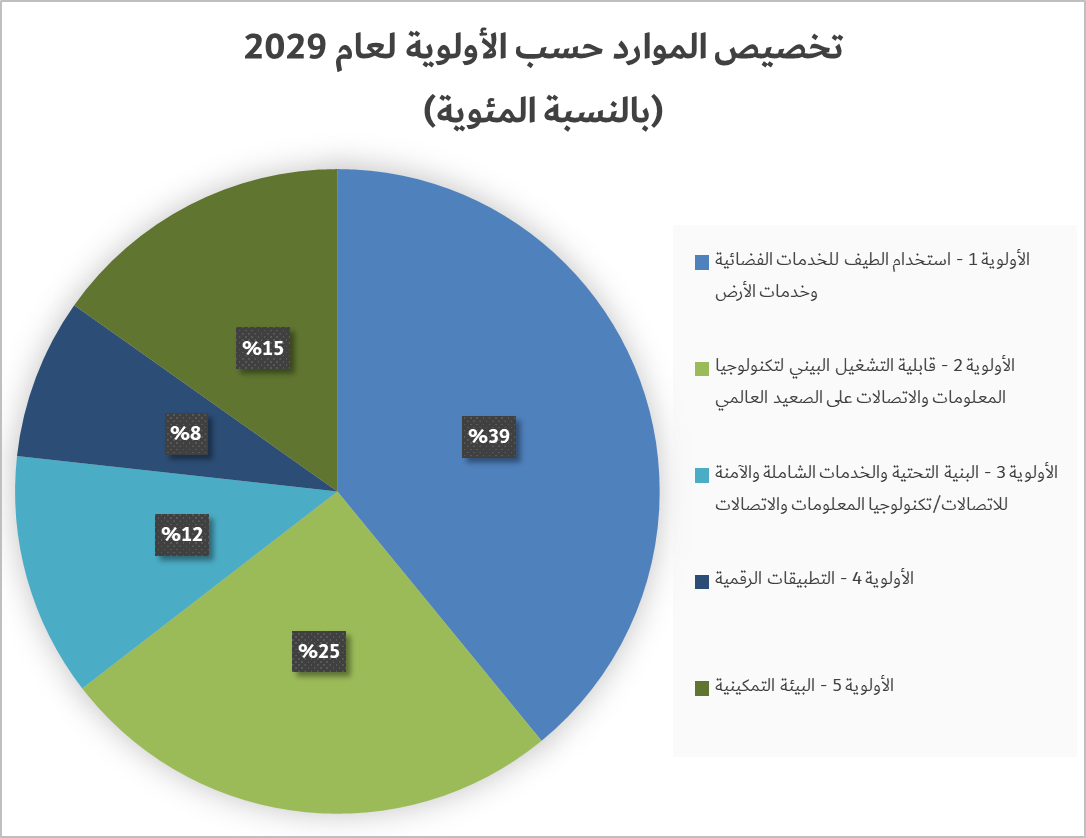 تخصيص الموارد حسب الأولوية لعام 2029
(بالنسبة المئوية)
%39
%25
%12
%8
%15
الأولوية 1 - استخدام الطيف للخدمات الفضائية
وخدمات الأرض
الأولوية 2 - قابلية التشغيل البيني لتكنولوجيا
المعلومات والاتصالات على الصعيد العالمي
الأولوية 3 - البنية التحتية والخدمات الشاملة والآمنة
للاتصالات/تكنولوجيا المعلومات والاتصالات
الأولوية 4 - التطبيقات الرقمية
الأولوية 5 - البيئة التمكينية